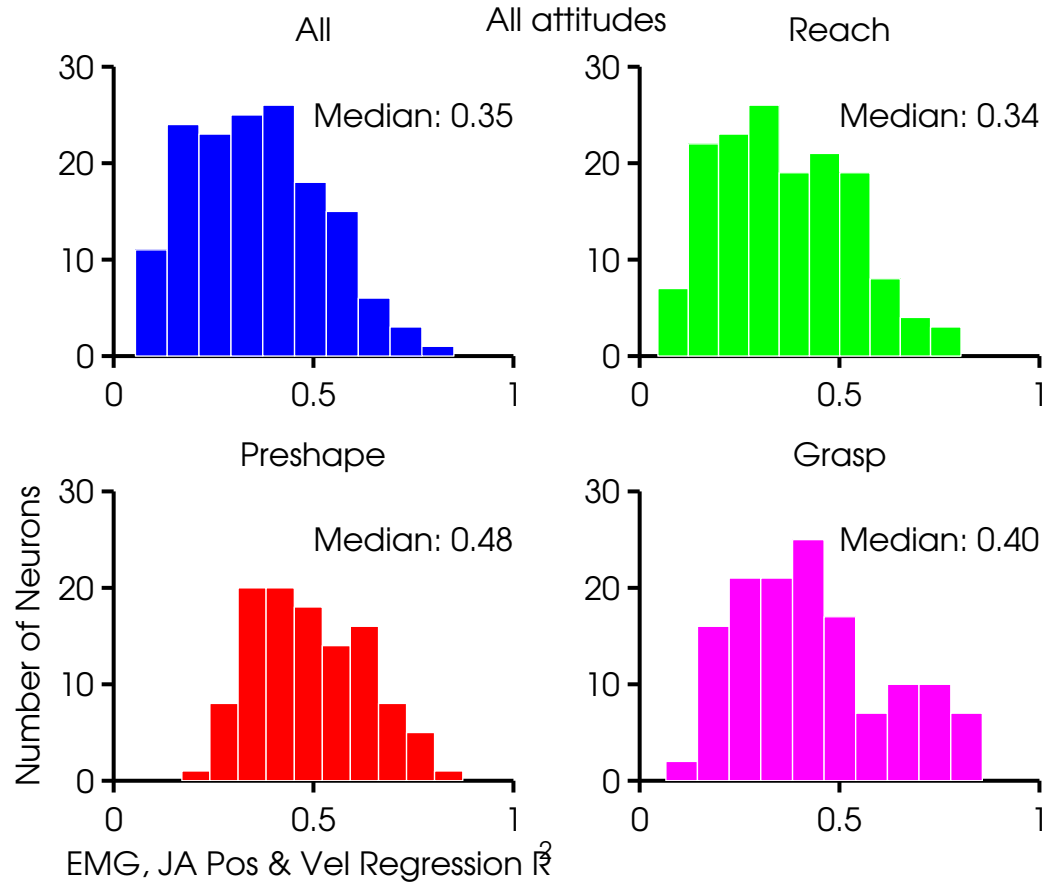 All attitudes
All
Reach
30
20
10
0
Median: 0.35
0
0.5
1
30
20
10
0
Median: 0.34
0
0.5
1
Preshape
Grasp
Number of Neurons
30
20
10
0
Median: 0.48
0
0.5
1
30
20
10
0
Median: 0.40
0
0.5
1
EMG, JA Pos & Vel Regression R²